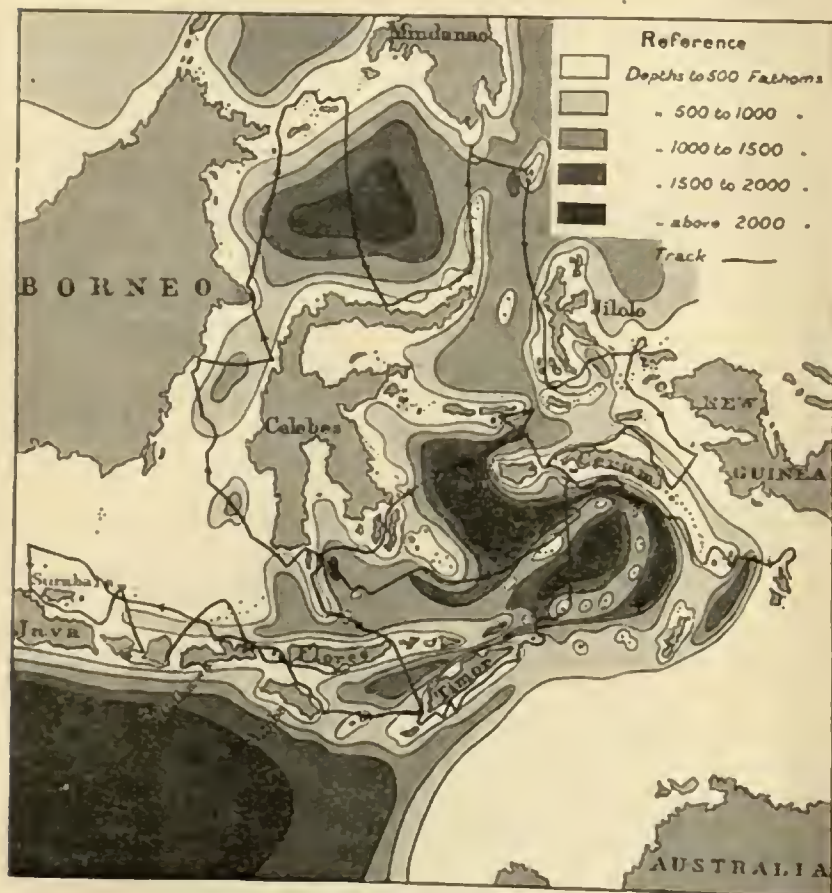 Mindanao
Reference
Depths to 500 Fathoms
" 500 to 1000 "
" 1000 to 1500 "
" 1500 to 2000 "
" above 2000 "
Track
BORNEO
Jilolo
NEW
GUINEA
Celebes
Ceram
Surabaya
Java
Flores
Timor
AUSTRALIA